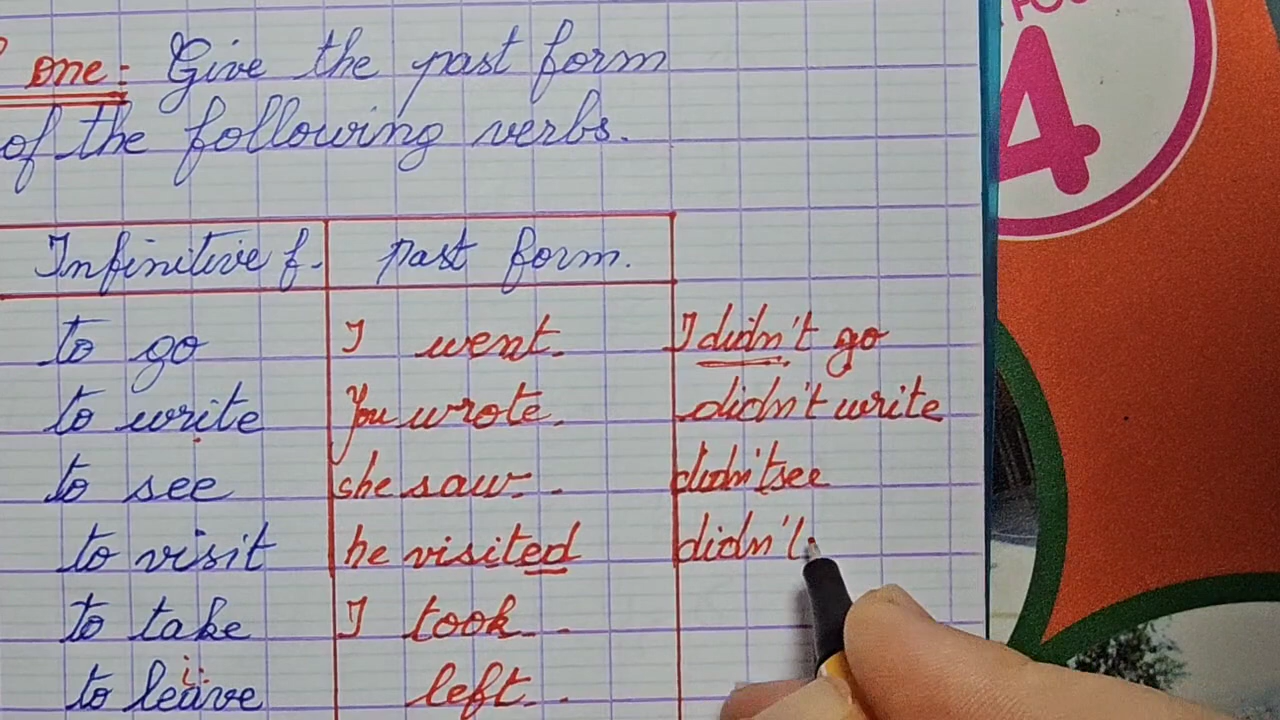 one: Give the past form
of the following verbs.
Infinitive f. past form.
to go I went. I didn't go
to write You wrote. didn't write
to see she saw. didn't see
to visit he visited didn't
to take I took
to leave left.
4